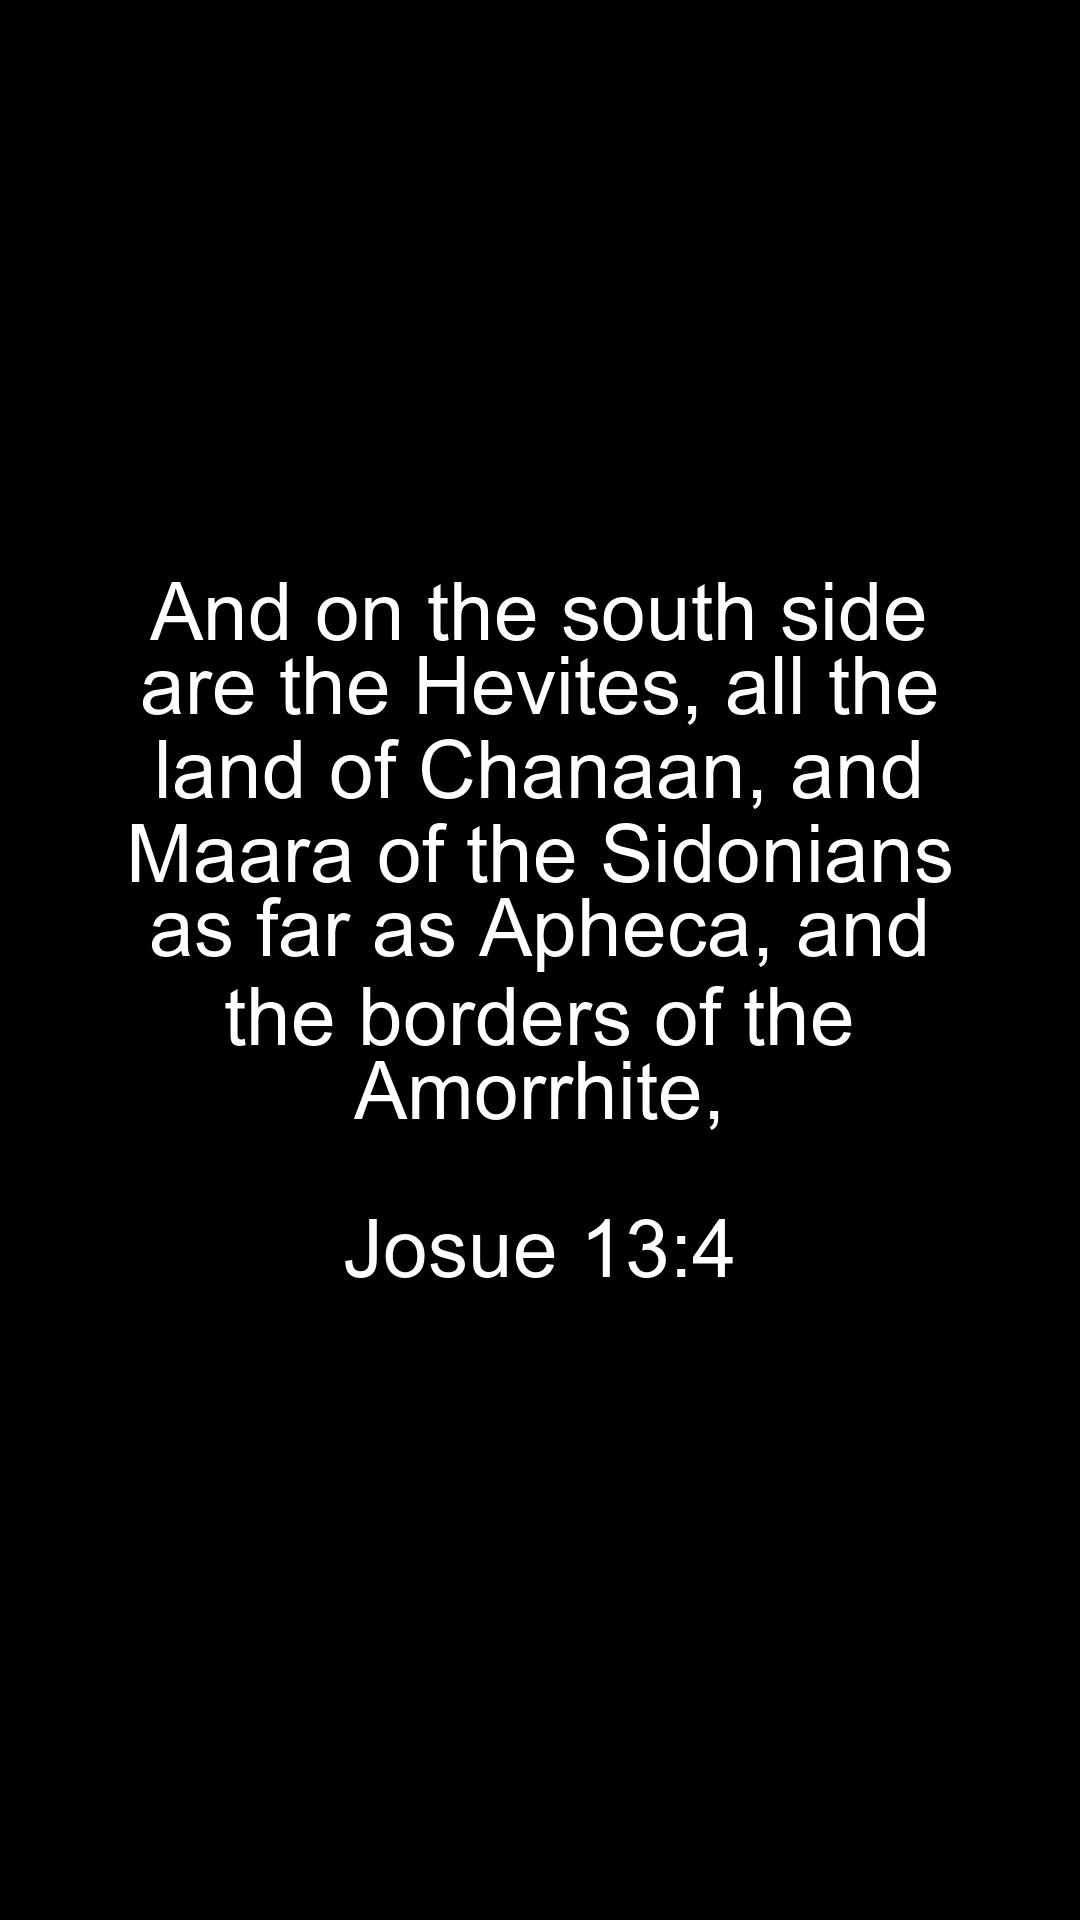 And on the south side
are the Hevites, all the
land of Chanaan, and
Maara of the Sidonians
as far as Apheca, and
the borders of the
Amorrhite,
Josue 13:4